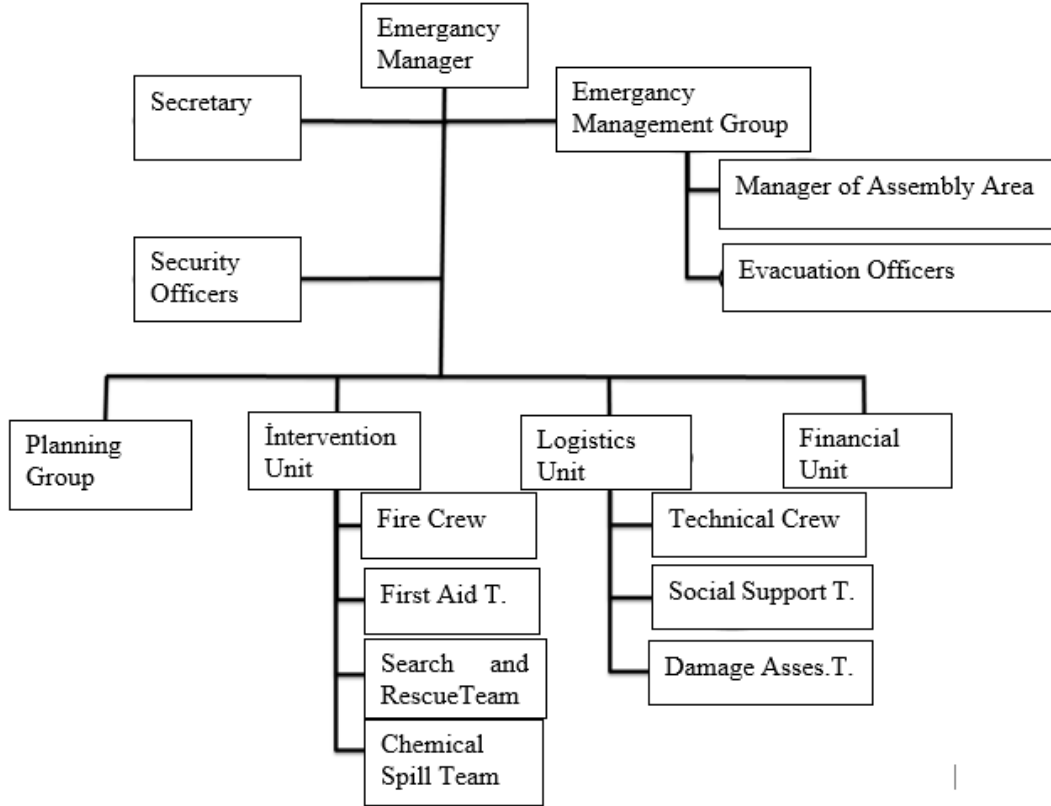 Emergancy
Manager
Secretary
Emergancy
Management Group
Manager of Assembly Area
Security
Officers
Evacuation Officers
Planning
Group
İntervention
Unit
Logistics
Unit
Financial
Unit
Fire Crew
Technical Crew
First Aid T.
Social Support T.
Search and
RescueTeam
Damage Asses.T.
Chemical
Spill Team